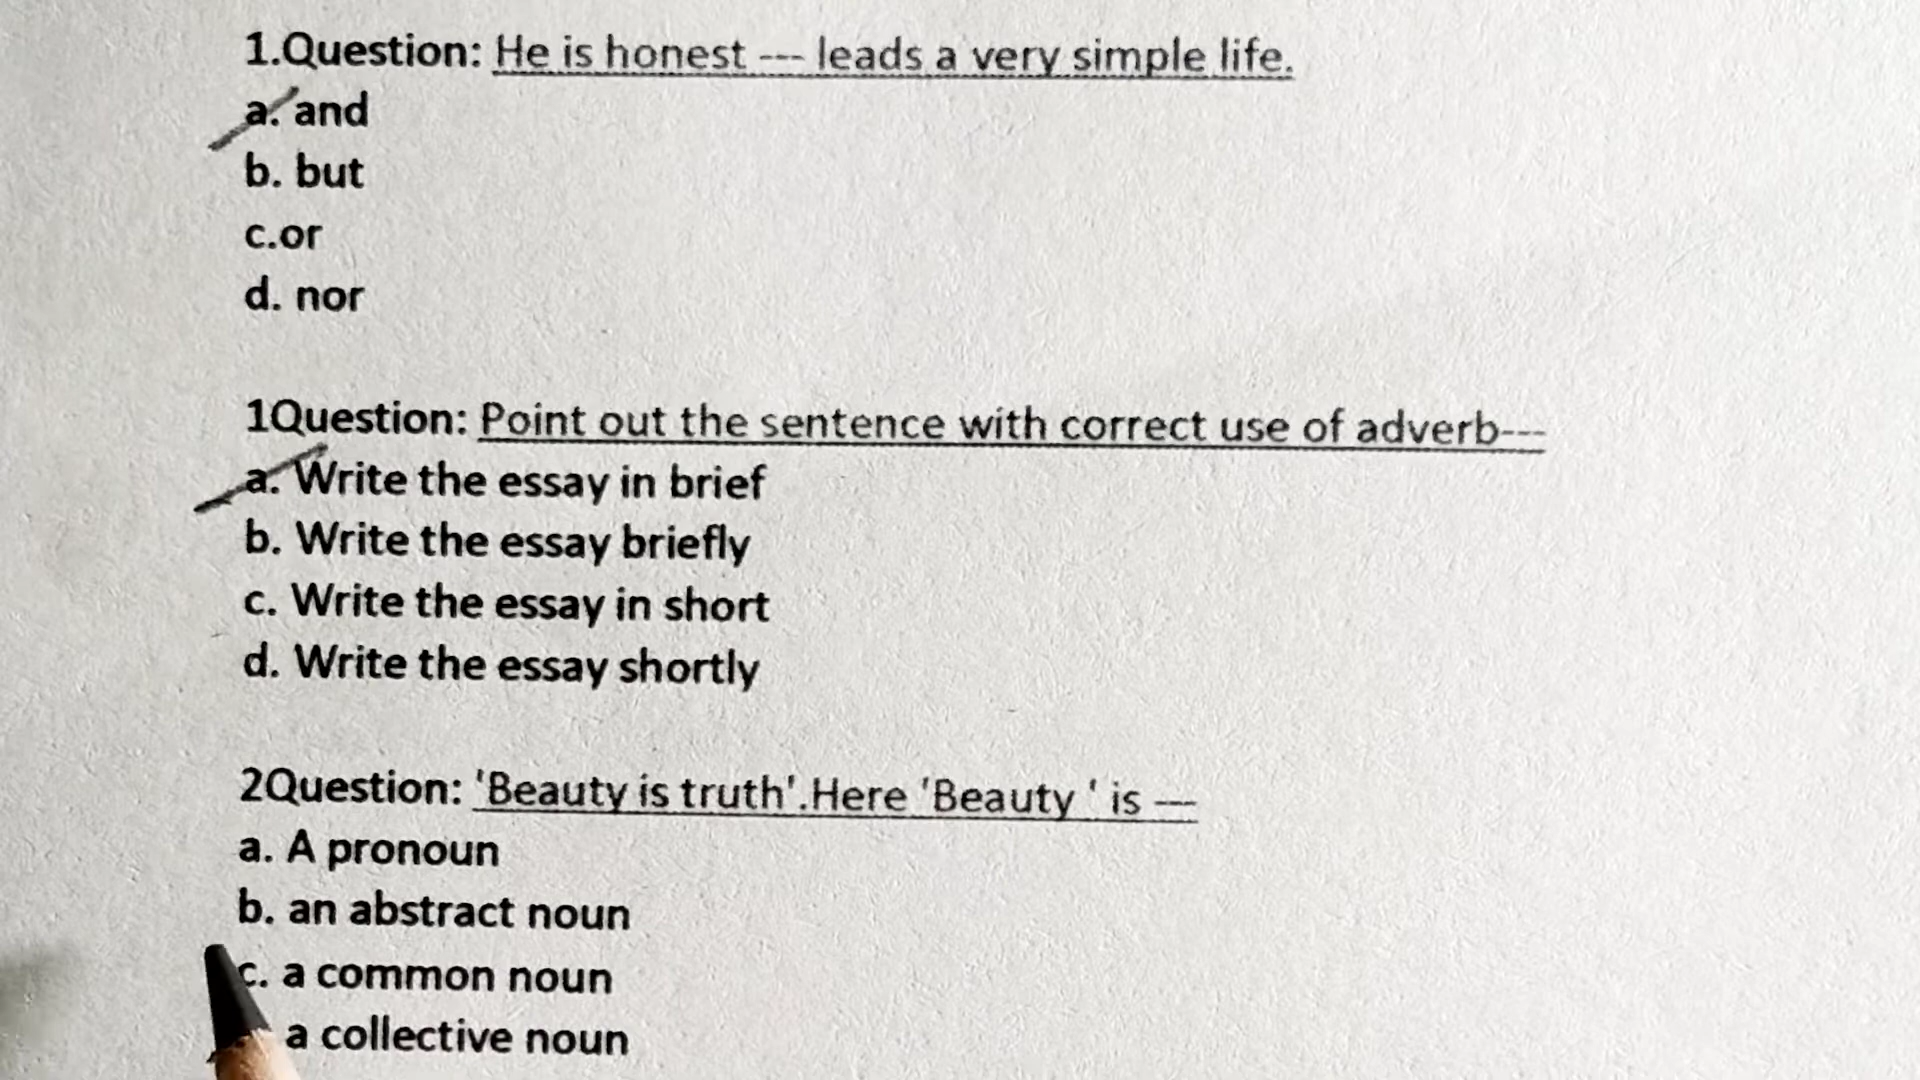 1.Question: He is honest --- leads a very simple life.
a. and
b. but
c.or
d. nor
1Question: Point out the sentence with correct use of adverb---
a. Write the essay in brief
b. Write the essay briefly
c. Write the essay in short
d. Write the essay shortly
2Question: 'Beauty is truth'.Here 'Beauty ' is —
a. A pronoun
b. an abstract noun
c. a common noun
a collective noun